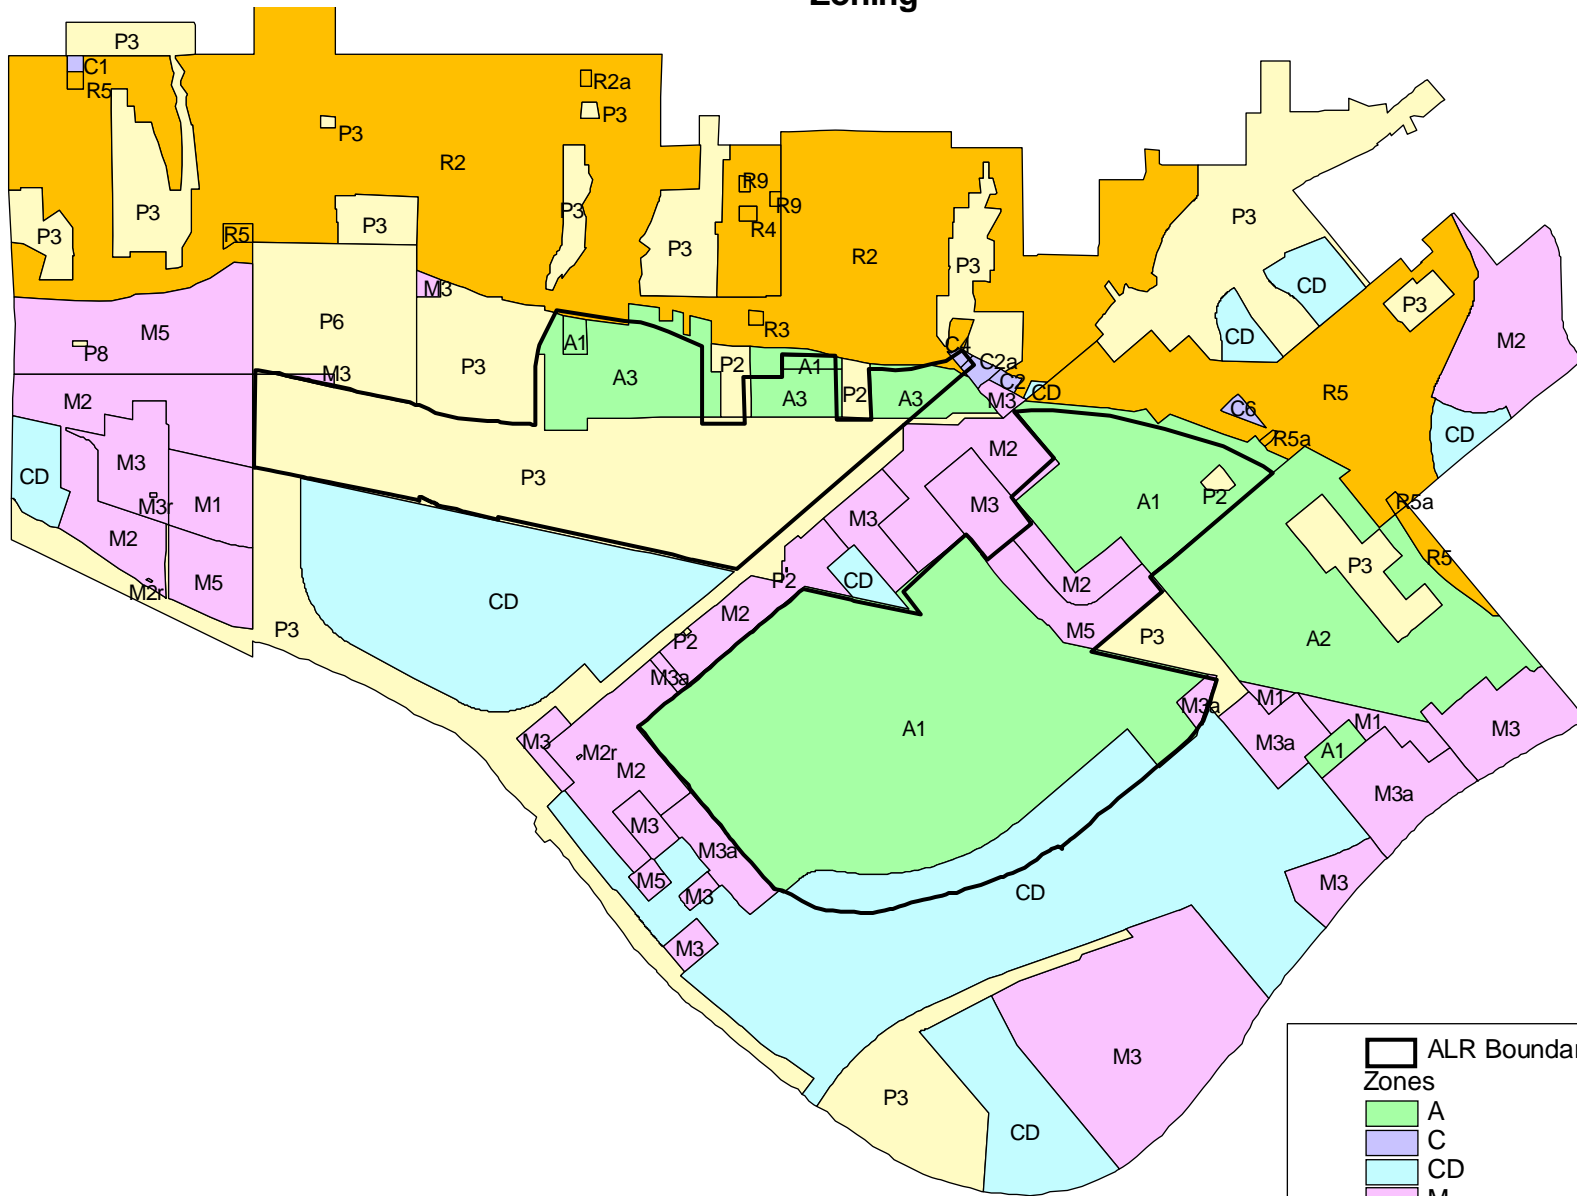 Zoning
P3
C1
R5
R2a
P3
P3
R2
R9
R9
R4
P3
P3
P3
P3
P3
R5
P3
R2
P3
CD
P3
CD
M2
M3
M5
P6
P8
R3
A1
C4
C2a
P2
A1
M3
P3
A3
C2
CD
P2
A3
A3
M3
R5
M2
C6
R5a
CD
M2
M3
CD
P3
M3r
M1
M3
M3
P2
A1
R5a
M2
P3
R5
M5
M2r
P2
CD
M2
CD
M2
P3
M5
P3
A2
P2
M3a
M3a
M1
A1
M3
M2r
M2
M3a
A1
M1
M3
M3a
M3
M3a
M5
M3
CD
M3
M3
M3
P3
CD
ALR Boundar
Zones
A
C
CD
M